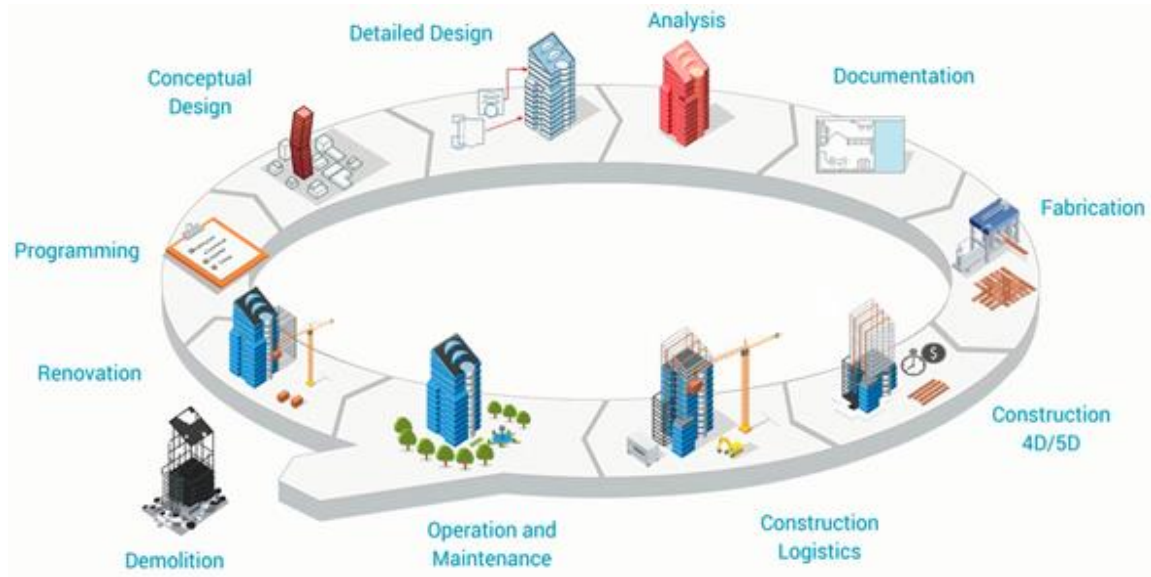 Detailed Design
Analysis
Conceptual
Design
Documentation
Programming
Fabrication
Renovation
Construction
4D/5D
Demolition
Operation and
Maintenance
Construction
Logistics
$